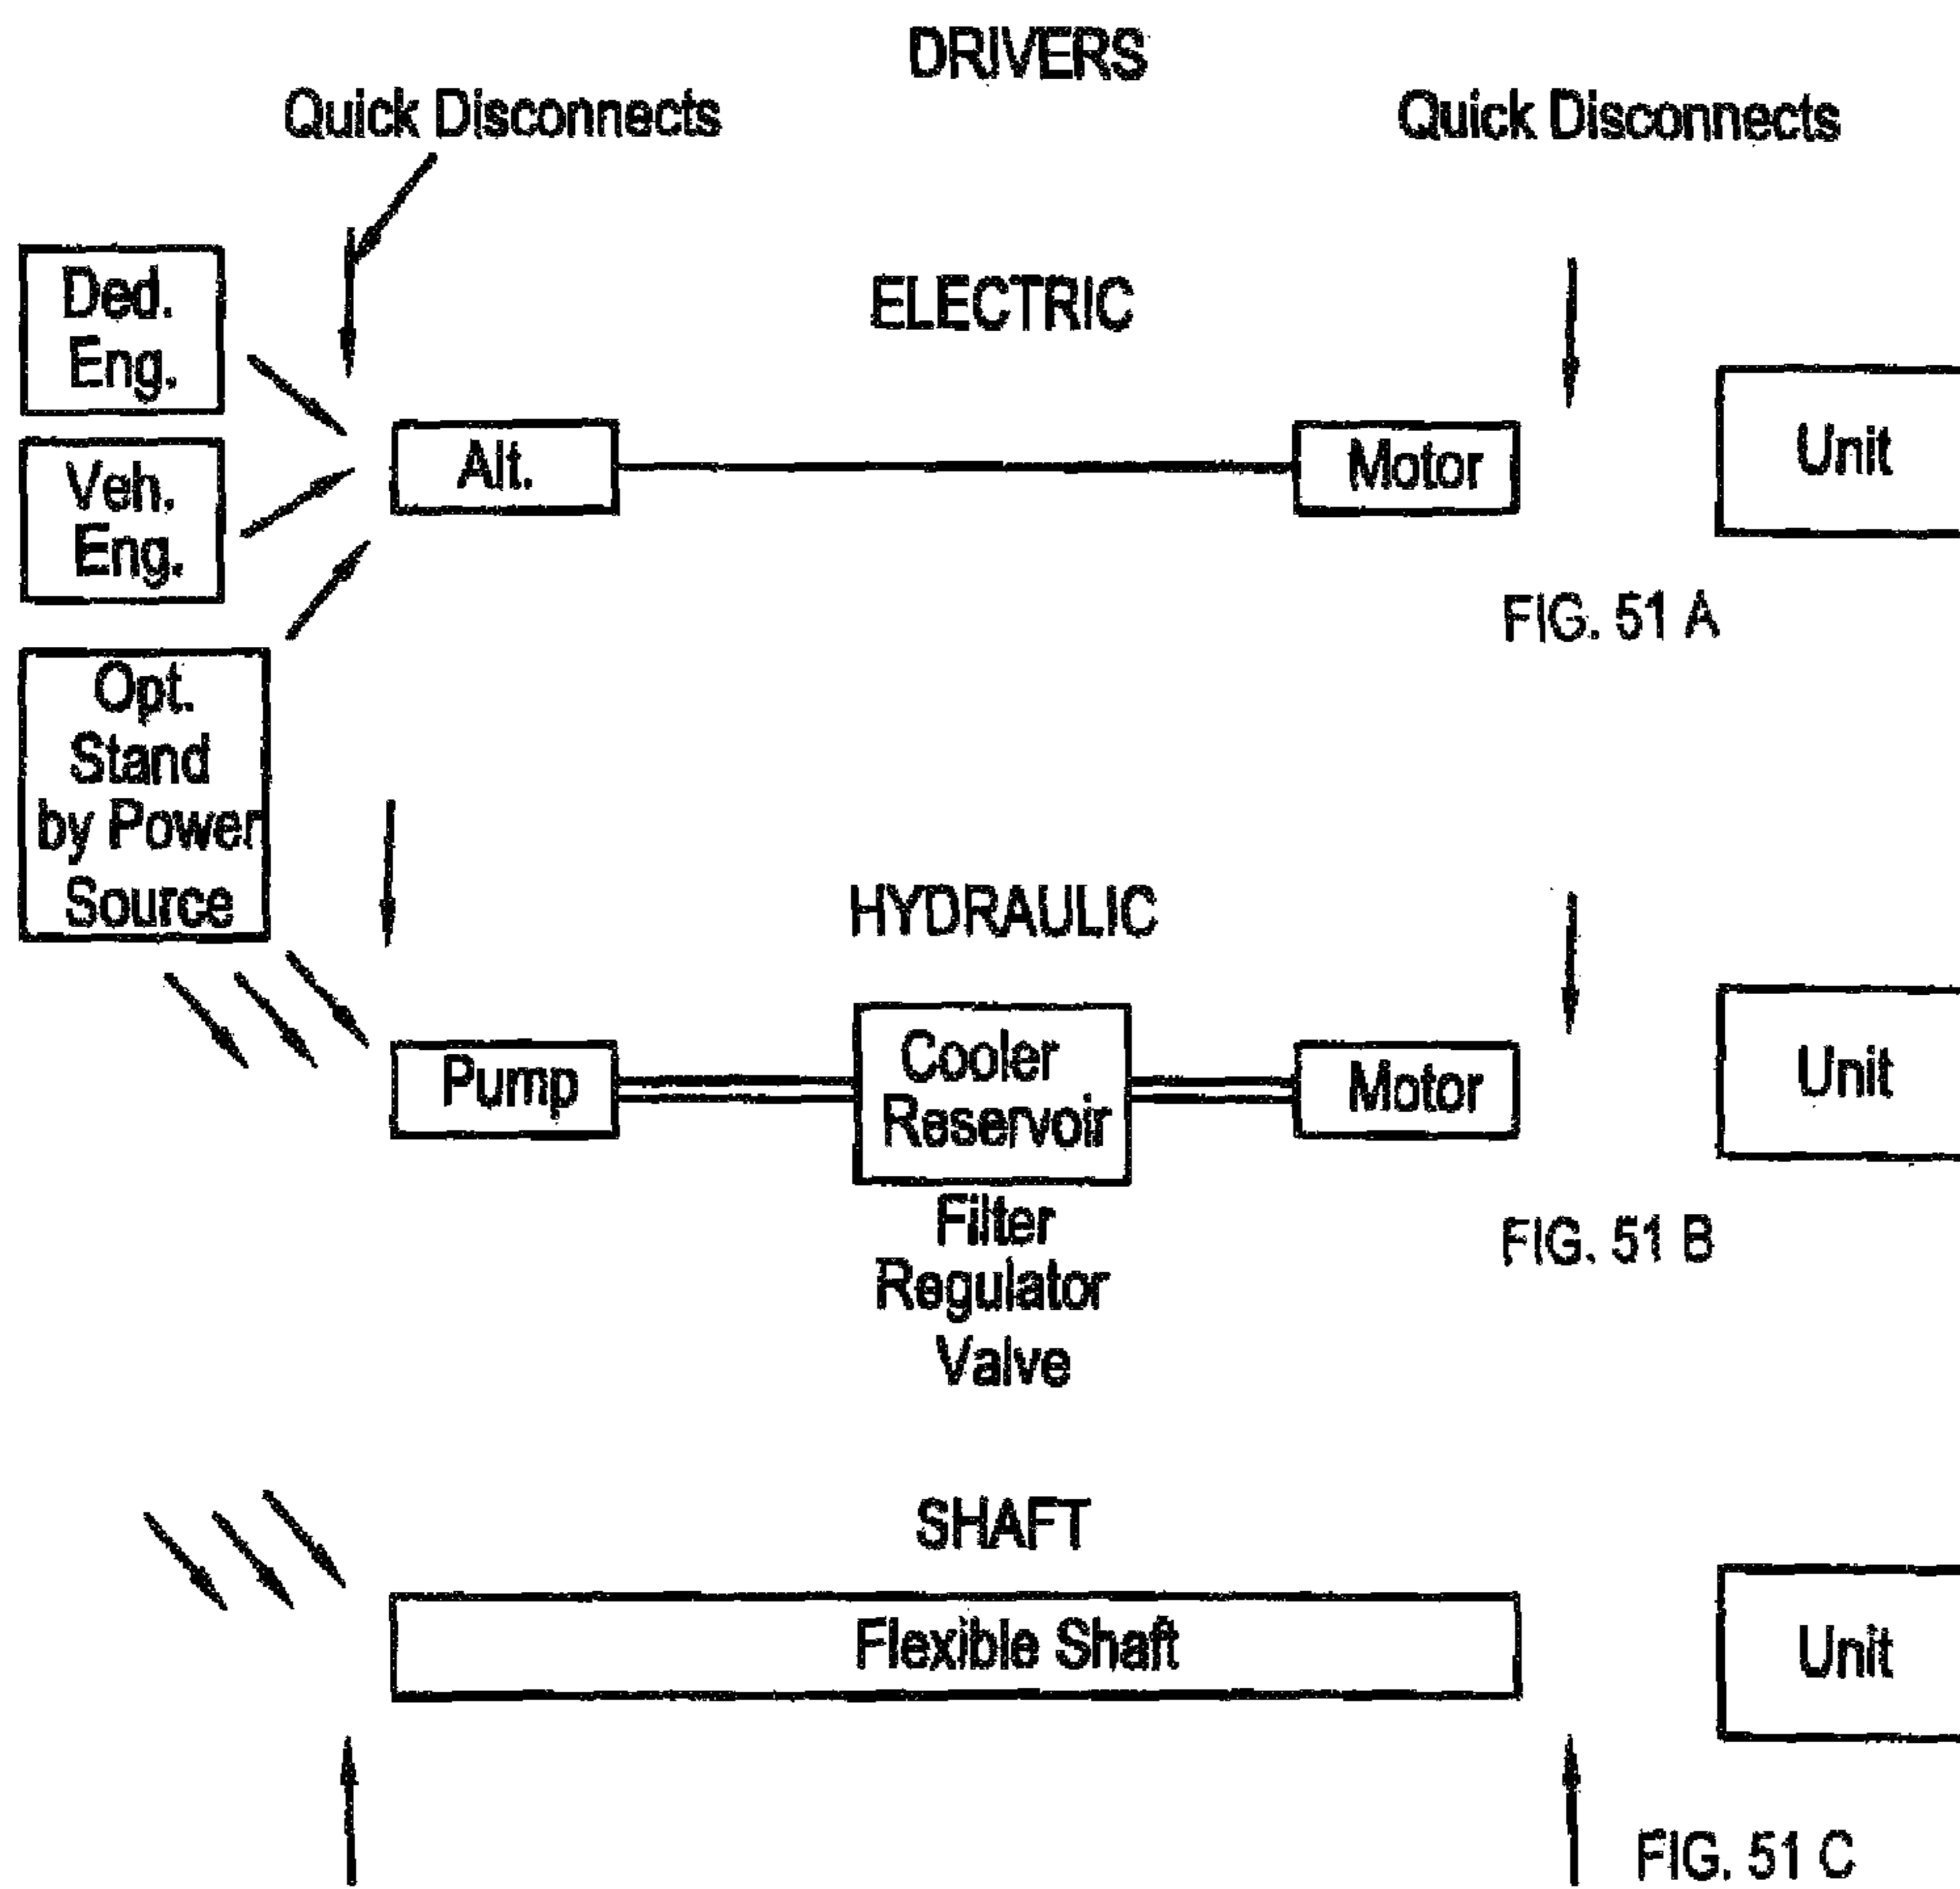 DRIVERS
Quick Disconnects
Quick Disconnects
ELECTRIC
Ded.
Eng.
Veh.
Eng.
Alt.
Motor
Unit
FIG. 51 A
Opt.
Stand
by Power
Source
HYDRAULIC
Pump
Cooler
Reservoir
Motor
Unit
Filter
Regulator
Valve
FIG. 51 B
SHAFT
Flexible Shaft
Unit
FIG. 51 C